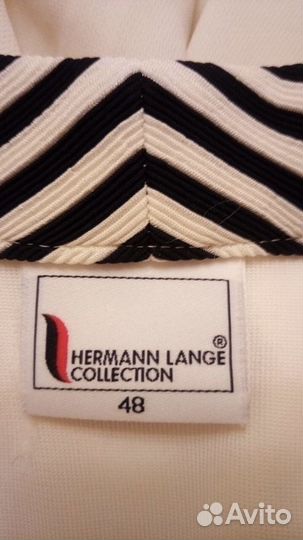 ®
HERMANN LANGE
COLLECTION
48
Avito